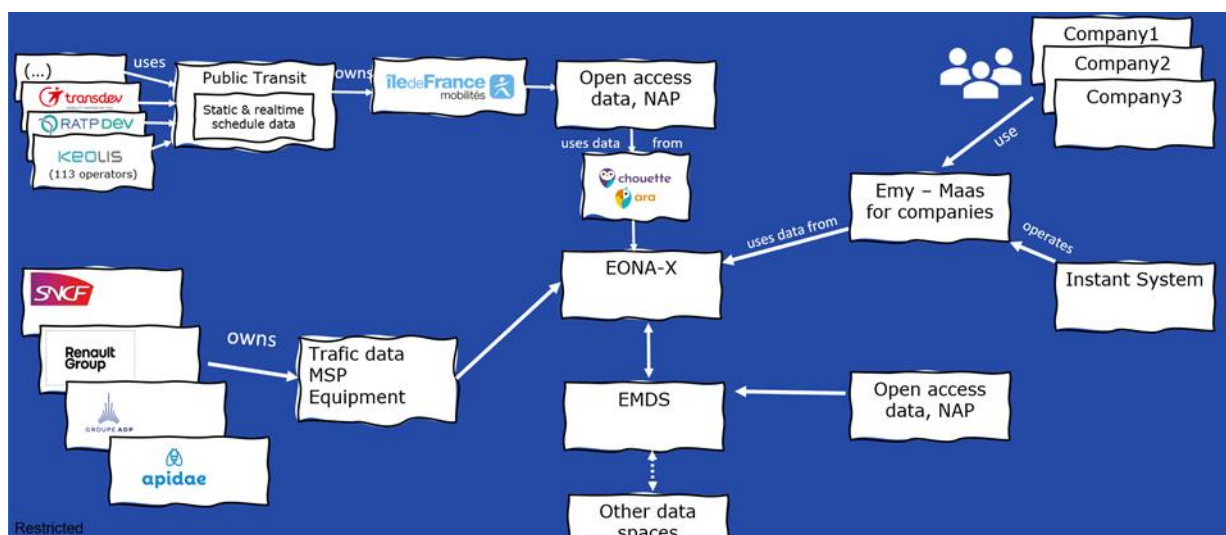 (...)
transdev
RATP DEV
KEOLIS
(113 operators)
uses
Public Transit
Static & realtime
schedule data
owns
îledeFrance
mobilités
Open access
data, NAP
uses data from
chouette
ara
Company1
Company2
Company3
use
Emy – Maas
for companies
operates
Instant System
uses data from
EONA-X
SNCF
Renault
Group
GROUPE ADP
apidae
owns
Trafic data
MSP
Equipment
EMDS
Open access
data, NAP
Other data
spaces
Restricted